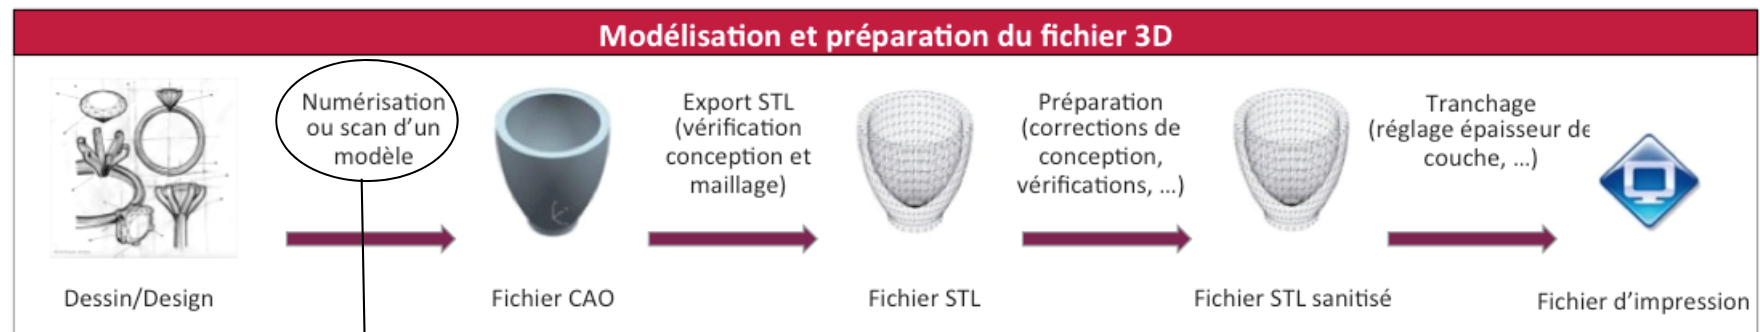 Modélisation et préparation du fichier 3D
Numérisation
ou scan d'un
modèle
Export STL
(vérification
conception et
maillage)
Préparation
(corrections de
conception,
vérifications, ...)
Tranchage
(réglage épaisseur de
couche, ...)
Dessin/Design
Fichier CAO
Fichier STL
Fichier STL sanitisé
Fichier d'impression